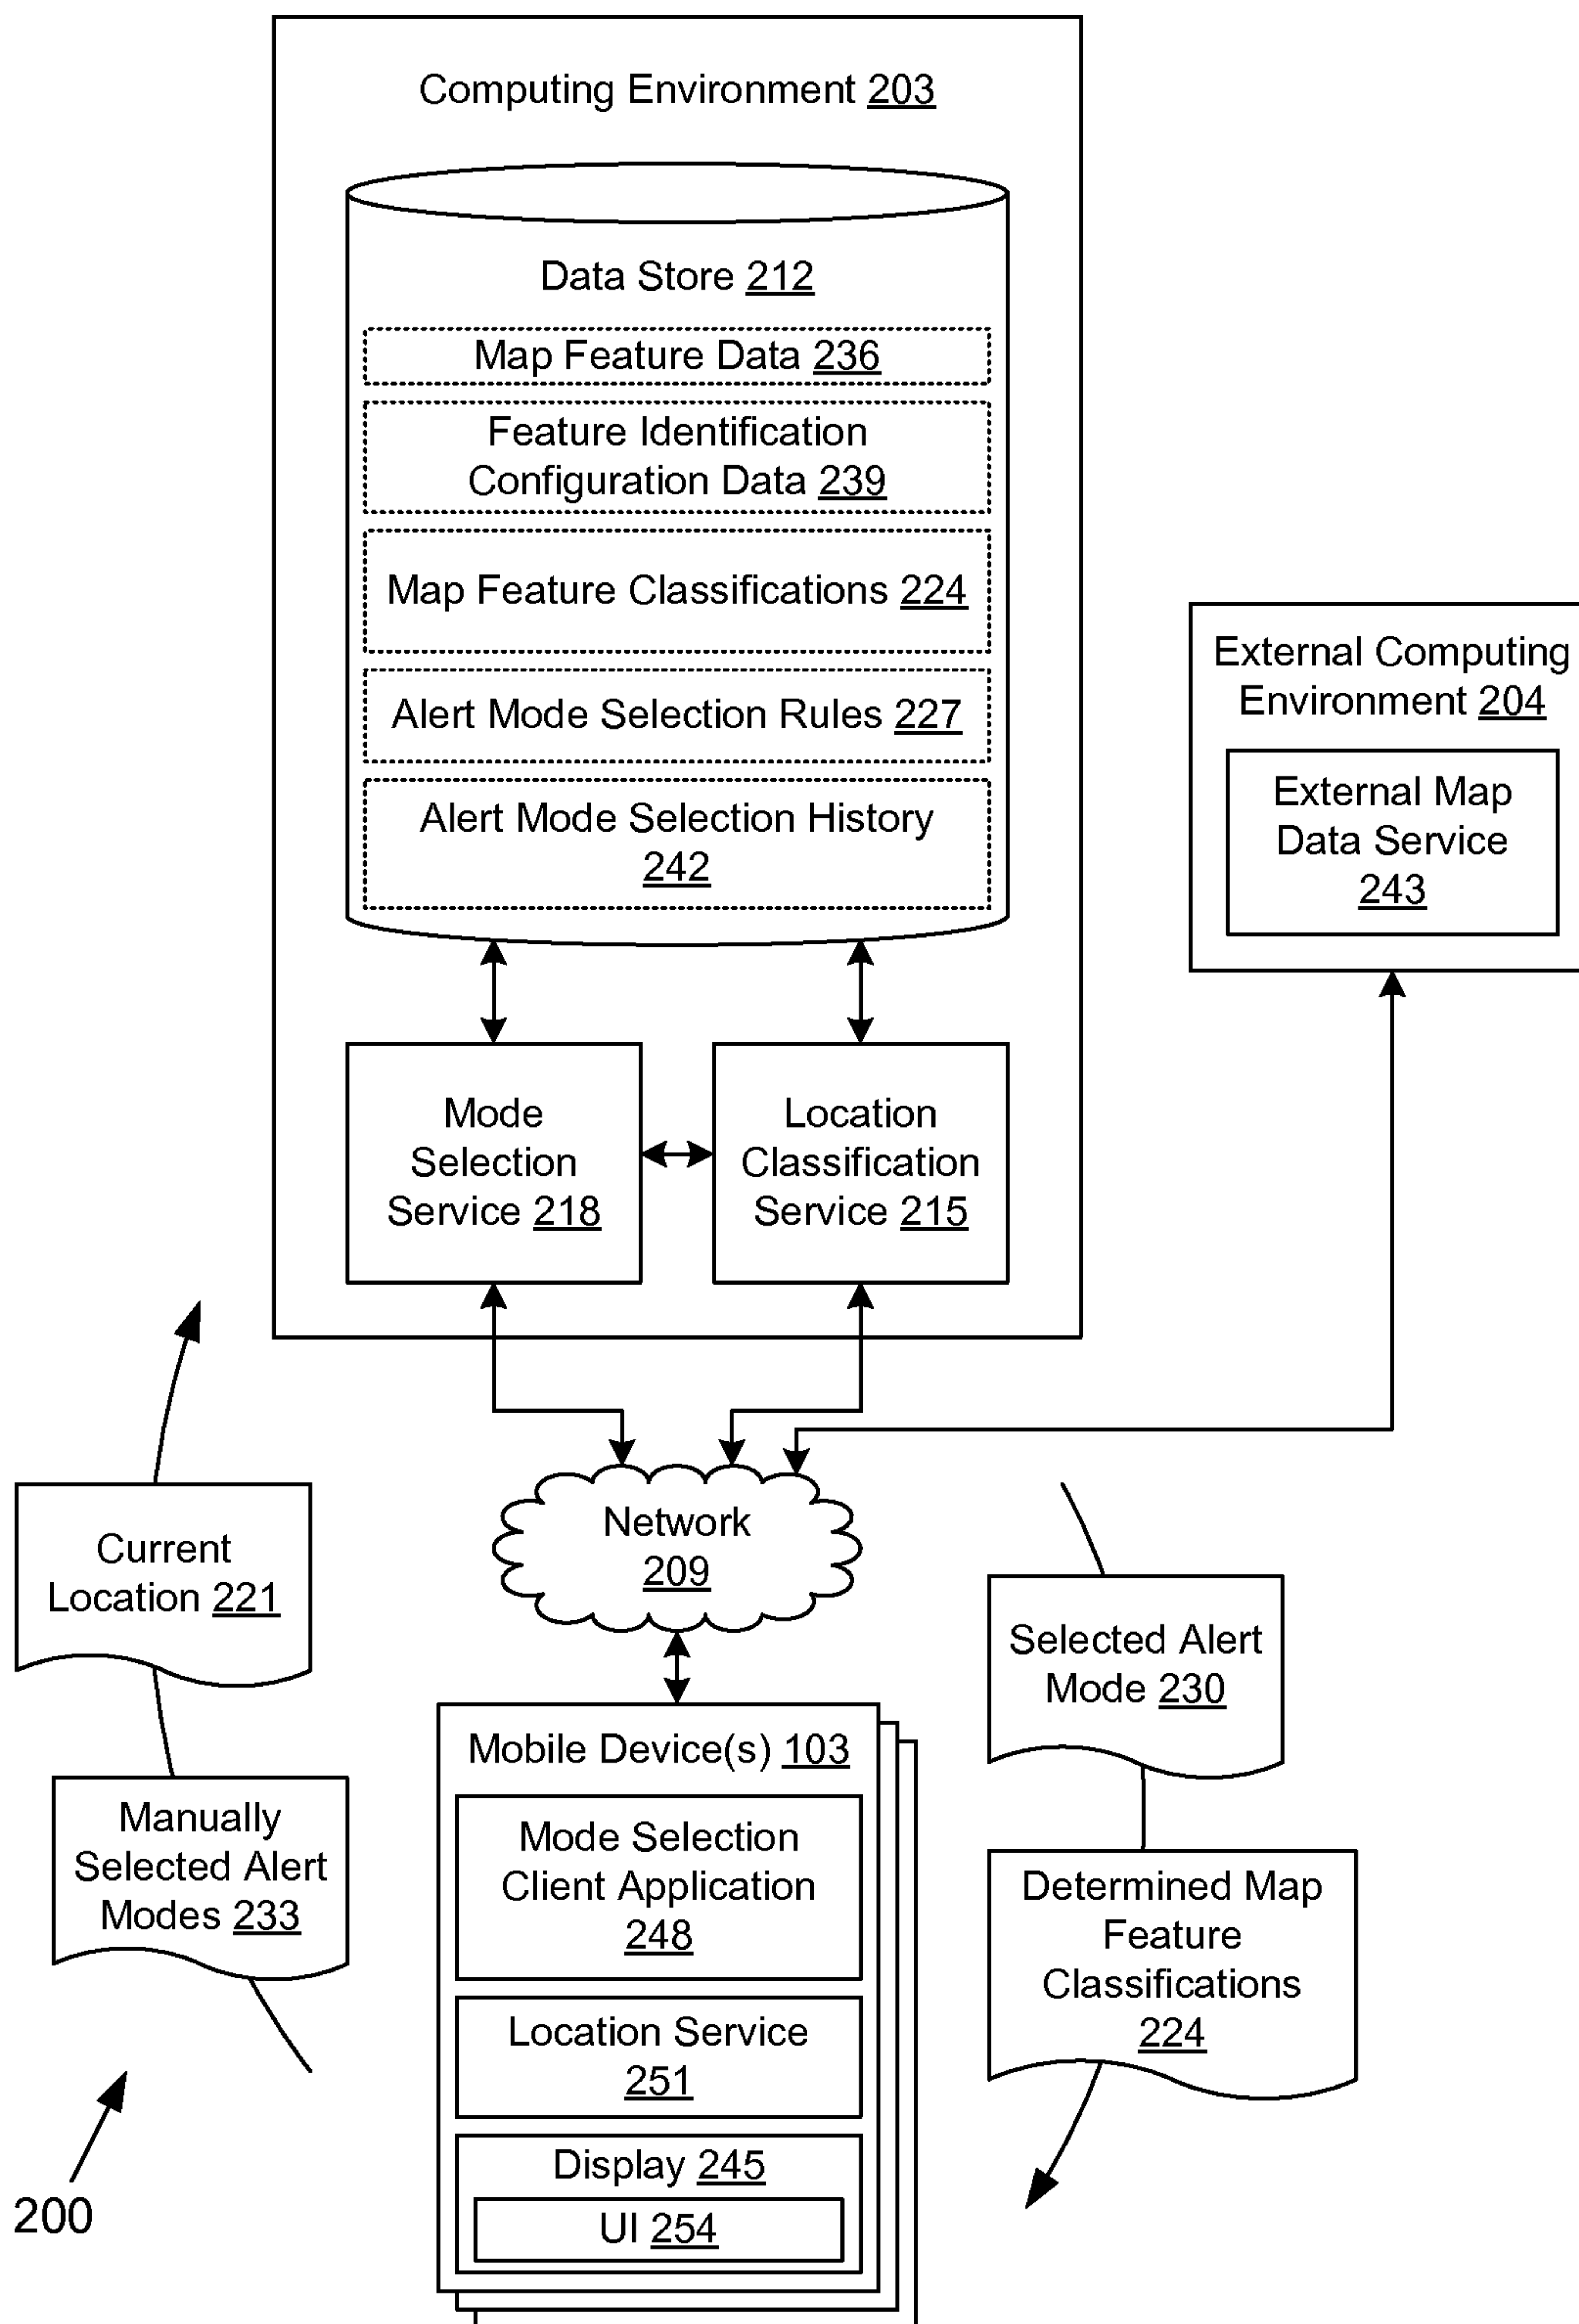 Computing Environment 203
Data Store 212
Map Feature Data 236
Feature Identification
Configuration Data 239
Map Feature Classifications 224
Alert Mode Selection Rules 227
Alert Mode Selection History
242
External Computing
Environment 204
External Map
Data Service
243
Mode
Selection
Service 218
Location
Classification
Service 215
Network
209
Current
Location 221
Manually
Selected Alert
Modes 233
Selected Alert
Mode 230
Determined Map
Feature
Classifications
224
Mobile Device(s) 103
Mode Selection
Client Application
248
Location Service
251
Display 245
UI 254
200